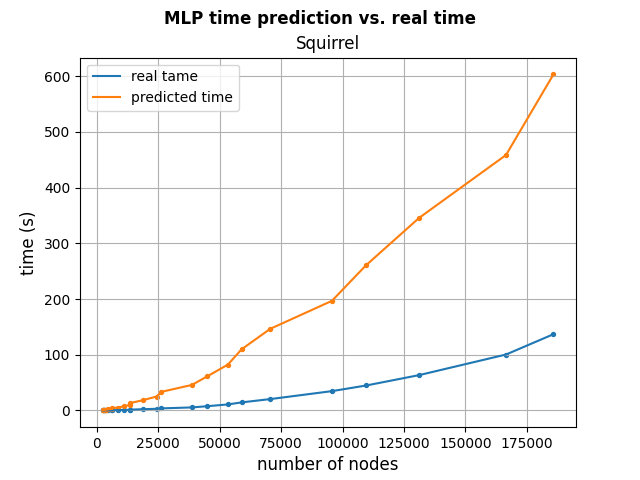 MLP time prediction vs. real time
Squirrel
real tame
predicted time
600
500
400
300
200
100
0
time (s)
0 25000 50000 75000 100000 125000 150000 175000
number of nodes